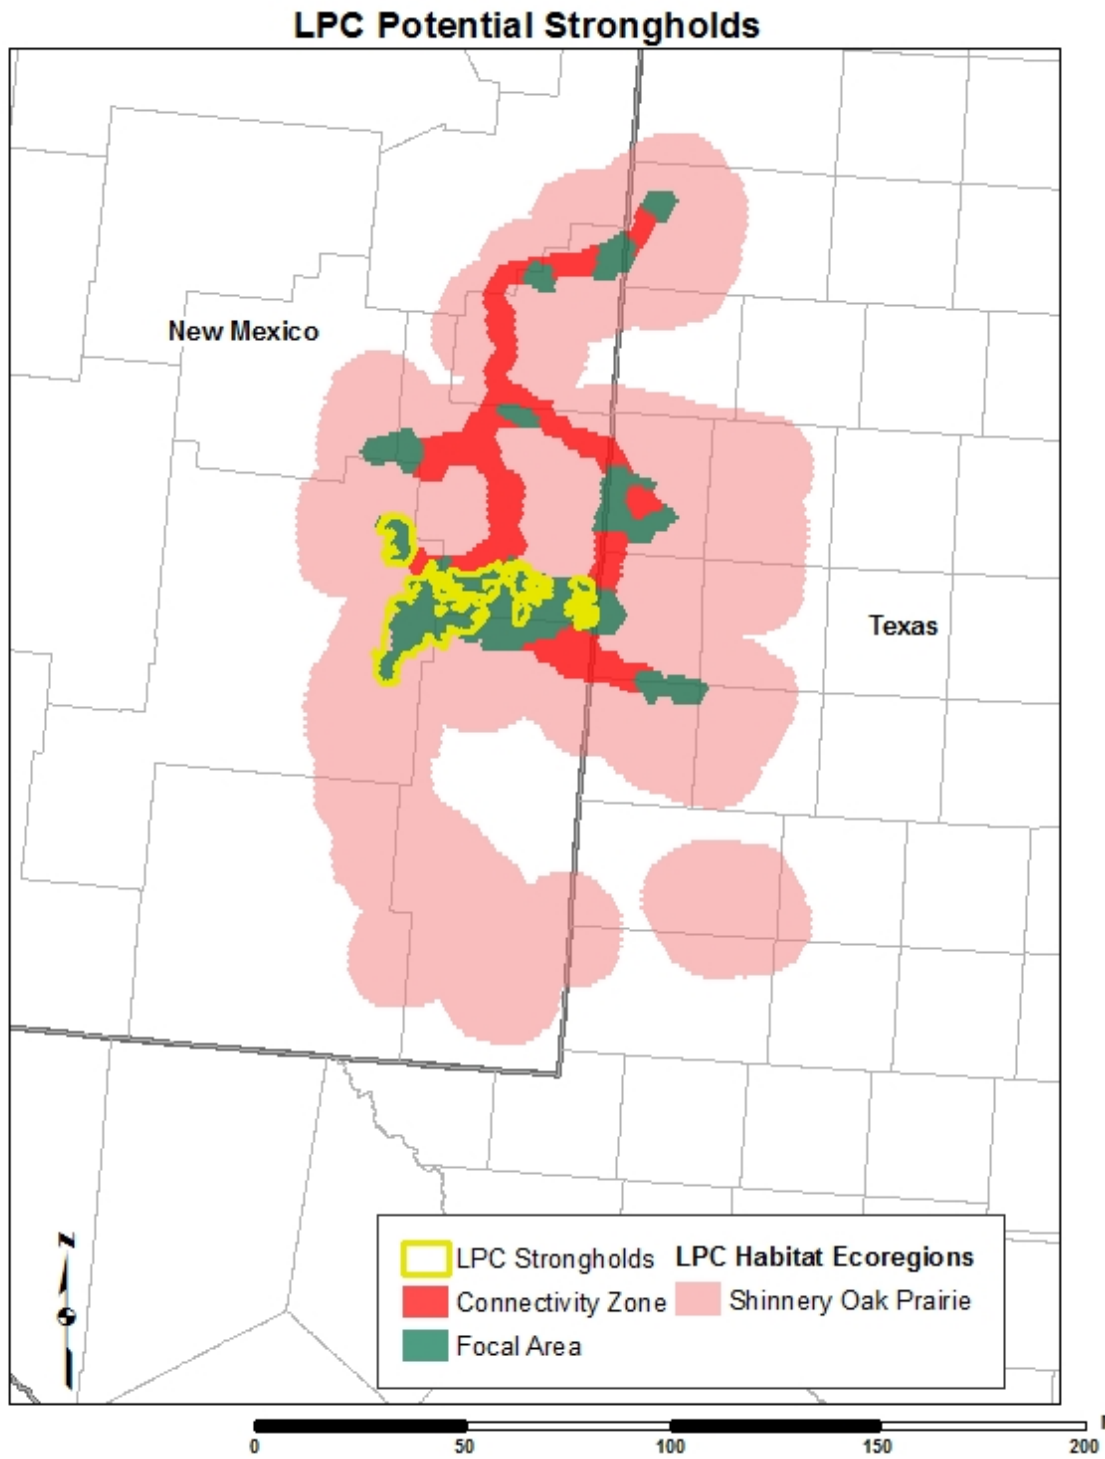 LPC Potential Strongholds
New Mexico
Texas
N
LPC Strongholds
LPC Habitat Ecoregions
Connectivity Zone
Shinnery Oak Prairie
Focal Area
0 50 100 150 200